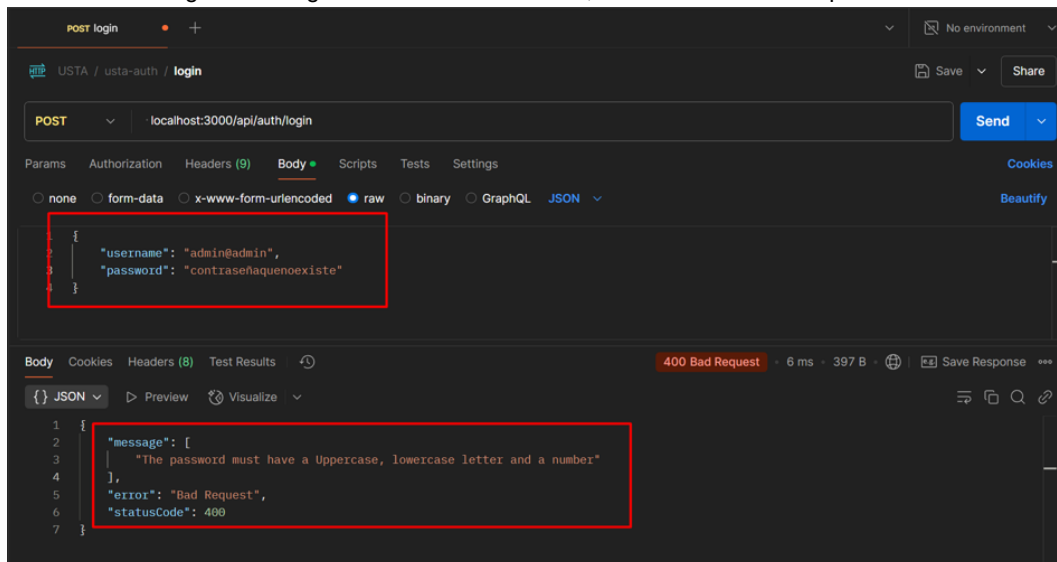 POST login +
No environment
HTTP USTA / usta-auth / login
Save
Share
POST
localhost:3000/api/auth/login
Send
Params Authorization Headers (9) Body Scripts Tests Settings
Cookies
none form-data x-www-form-urlencoded raw binary GraphQL JSON
Beautify
1 {
2 "username": "admin@admin",
3 "password": "contraseñaquenoexiste"
4 }
Body Cookies Headers (8) Test Results
400 Bad Request 6 ms 397 B
e.g. Save Response
{} JSON Preview Visualize
1 {
2 "message": [
3 "The password must have a Uppercase, lowercase letter and a number"
4 ],
5 "error": "Bad Request",
6 "statusCode": 400
7 }